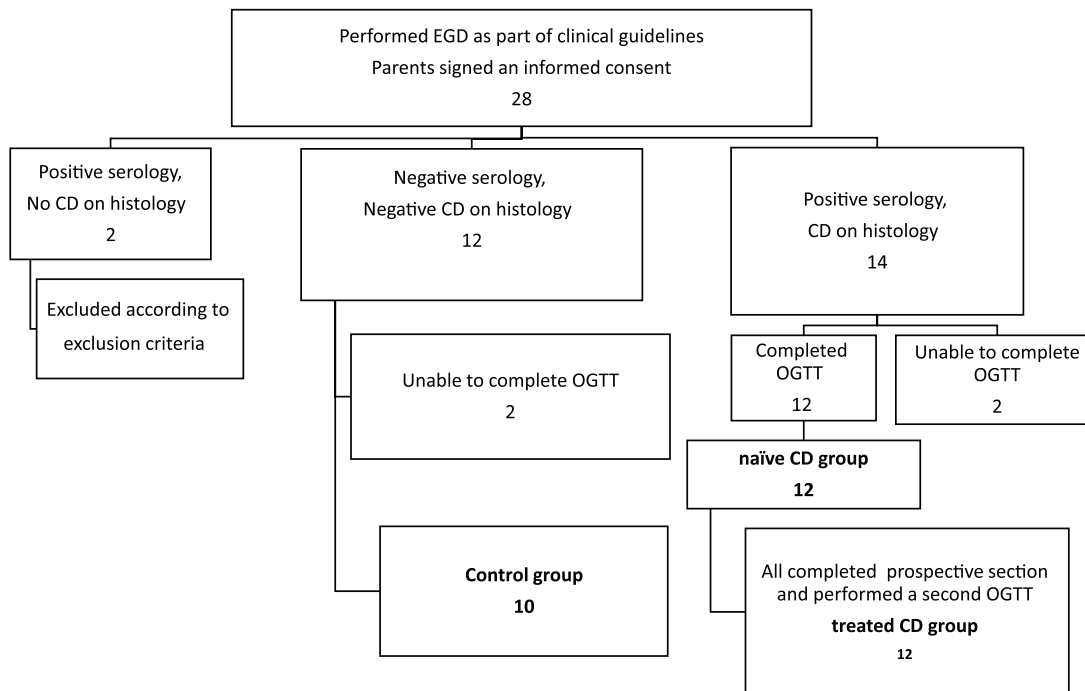 Performed EGD as part of clinical guidelines
Parents signed an informed consent
28
Positive serology,
No CD on histology
2
Excluded according to
exclusion criteria
Negative serology,
Negative CD on histology
12
Unable to complete OGTT
2
Control group
10
Positive serology,
CD on histology
14
Completed
OGTT
12
Unable to complete
OGTT
2
naïve CD group
12
All completed prospective section
and performed a second OGTT
treated CD group
12